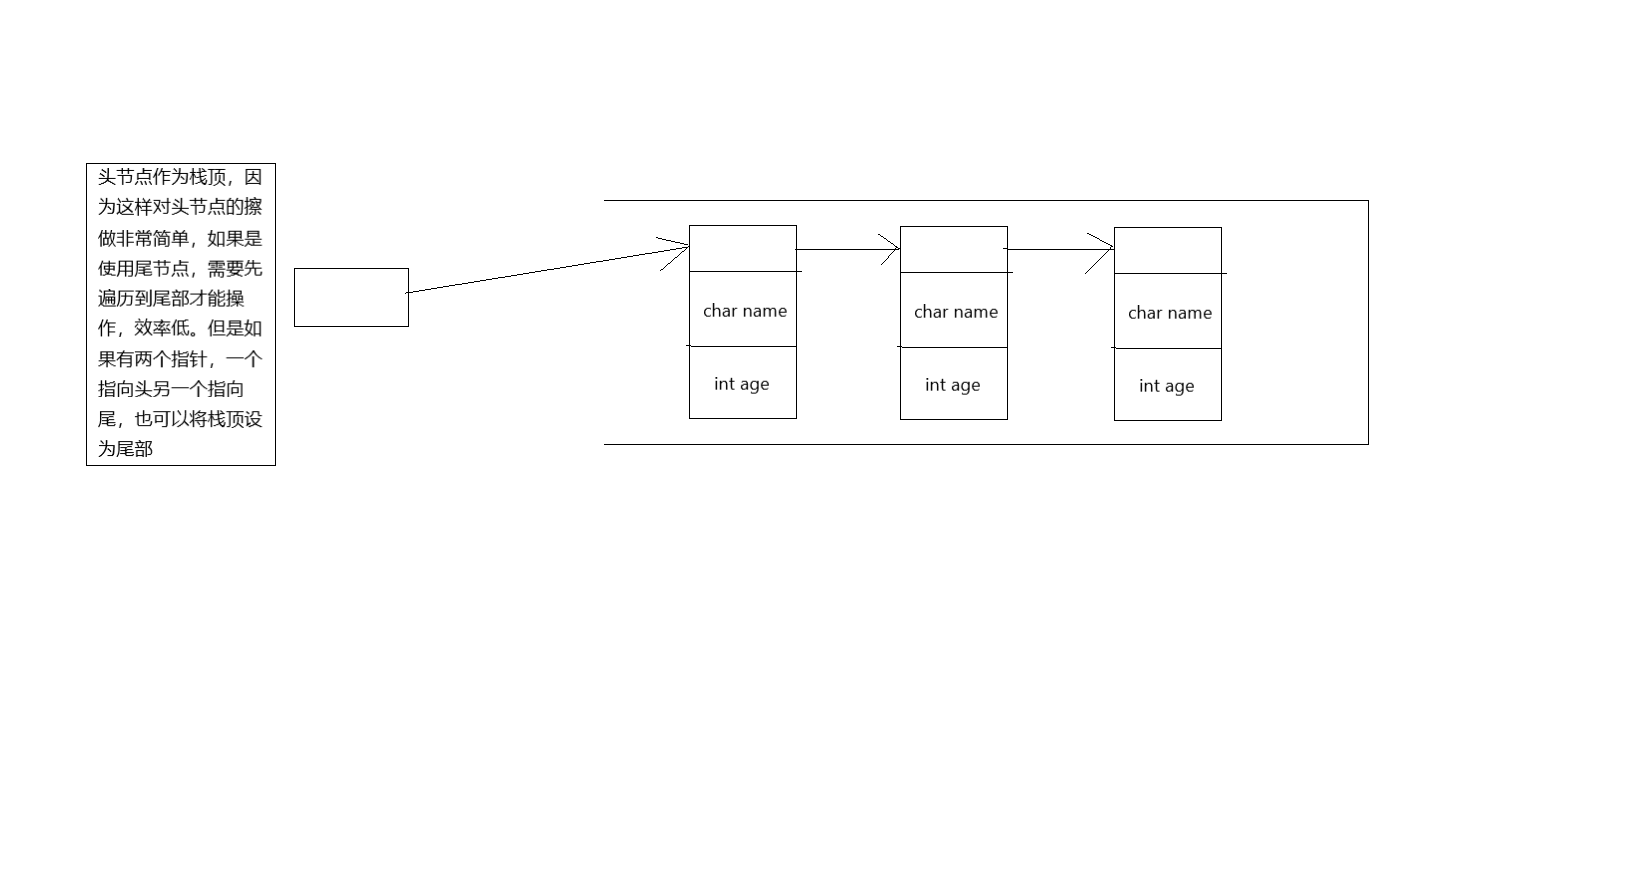 头节点作为栈顶，因
为这样对头节点的擦
做非常简单，如果是
使用尾节点，需要先
遍历到尾部才能操
作，效率低。但是如
果有两个指针，一个
指向头另一个指向
尾，也可以将栈顶设
为尾部
char name
int age
char name
int age
char name
int age